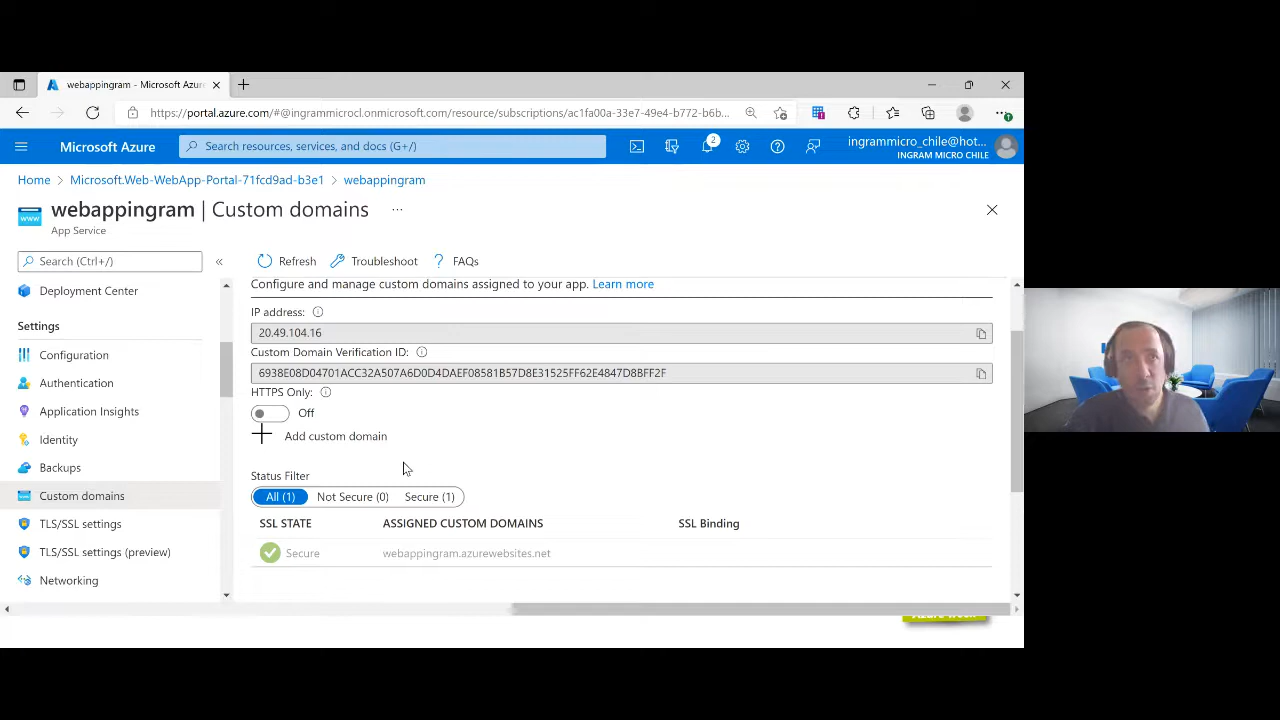 webappingram - Microsoft Azur
https://portal.azure.com/#@ingrammicrocl.onmicrosoft.com/resource/subscriptions/ac1fa00a-33e7-49e4-b772-b6b...
Microsoft Azure
Search resources, services, and docs (G+/)
2
ingrammicro_chile@hot...
INGRAM MICRO CHILE
Home > Microsoft.Web-WebApp-Portal-71fcd9ad-b3e1 > webappingram
www
webappingram | Custom domains ...
App Service
Search (Ctrl+/)
«
Refresh
Troubleshoot
? FAQs
Deployment Center
Settings
Configuration
Authentication
Application Insights
Identity
Backups
www
Custom domains
TLS/SSL settings
TLS/SSL settings (preview)
Networking
Configure and manage custom domains assigned to your app. Learn more
IP address:
20.49.104.16
Custom Domain Verification ID:
6938E08D04701ACC32A507A6D0D4DAEF08581B57D8E31525FF62E4847D8BFF2F
HTTPS Only:
Off
Add custom domain
Status Filter
All (1) Not Secure (0) Secure (1)
SSL STATE ASSIGNED CUSTOM DOMAINS SSL Binding
Secure webappingram.azurewebsites.net